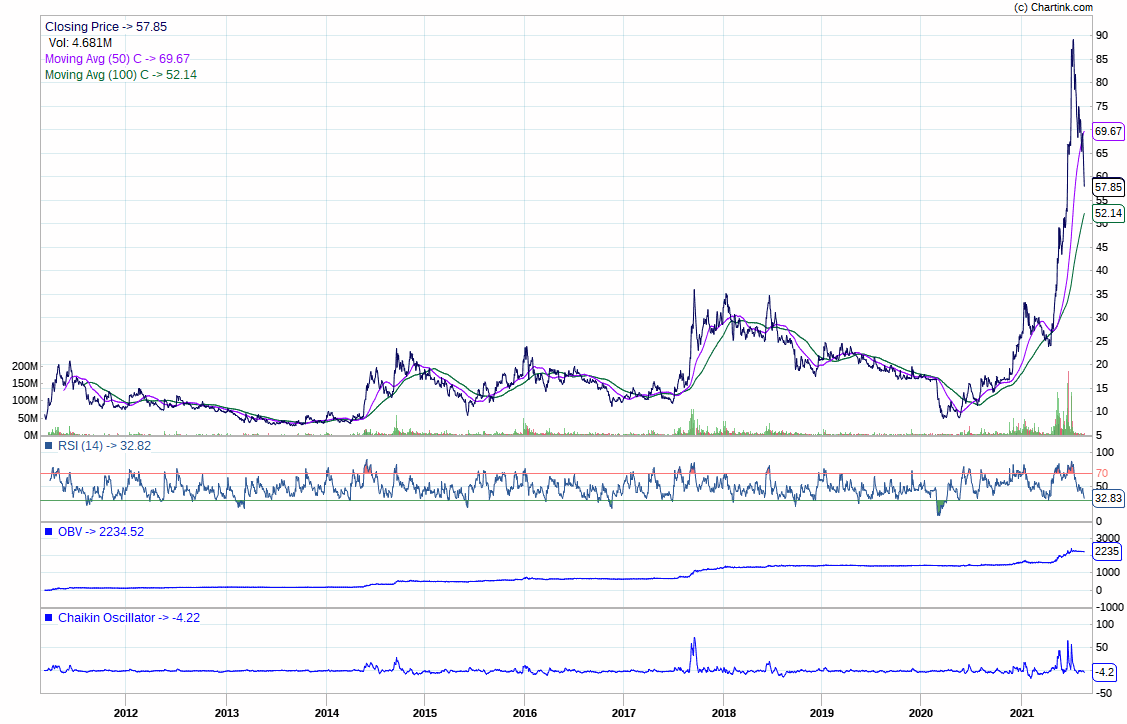 (c) Chartink.com
Closing Price -> 57.85
Vol: 4.681M
Moving Avg (50) C -> 69.67
Moving Avg (100) C -> 52.14
90
85
80
75
69.67
65
60
57.85
55
52.14
50
45
40
35
30
25
20
15
10
5
200M
150M
100M
50M
0M
RSI (14) -> 32.82
100
70
50
32.83
0
OBV -> 2234.52
3000
2235
1000
0
-1000
Chaikin Oscillator -> -4.22
100
50
-4.2
-50
2012 2013 2014 2015 2016 2017 2018 2019 2020 2021